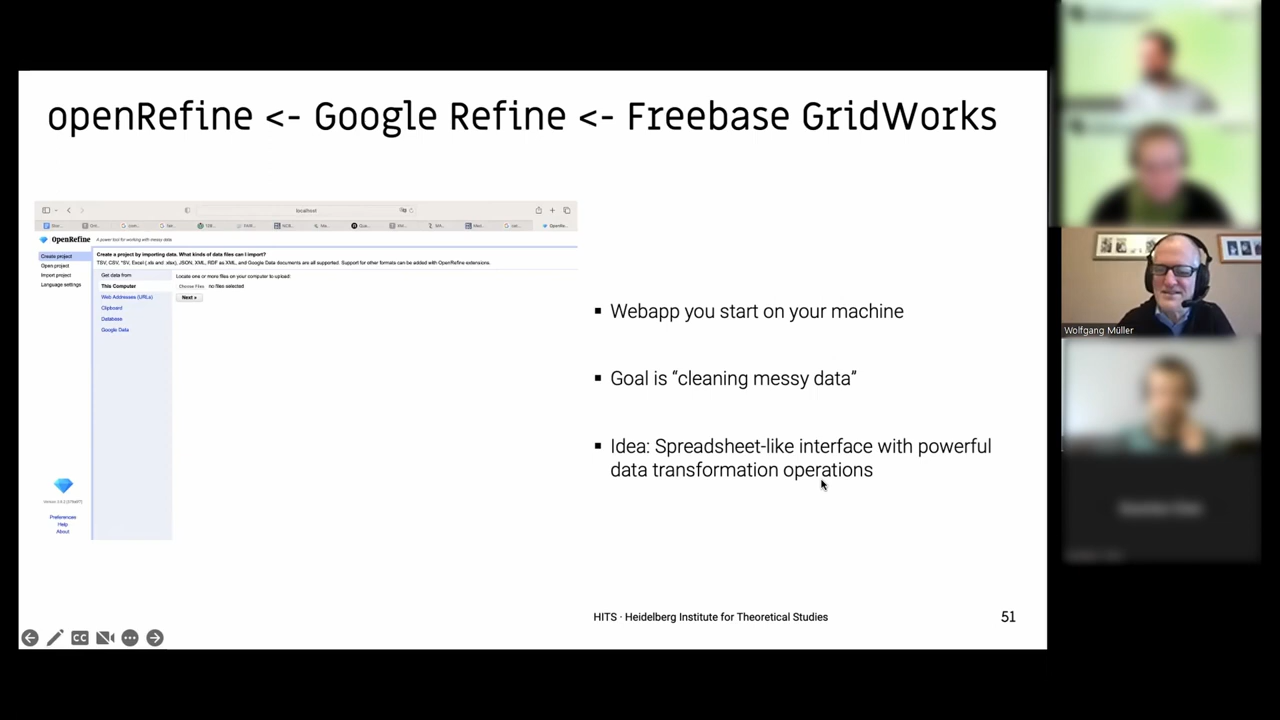 openRefine <- Google Refine <- Freebase GridWorks
localhost
OpenRefine
A power tool for working with messy data.
Create project
Open project
Import project
Language settings
Create a project by importing data. What kinds of data files can I import?
TSV, CSV, *SV, Excel (.xls and .xlsx), JSON, XML, RDF as XML, and Google Data documents are all supported. Support for other formats can be added with OpenRefine extensions.
Get data from
This Computer
Web Addresses (URLs)
Clipboard
Database
Google Data
Locate one or more files on your computer to upload:
Choose Files no files selected
Next »
Preferences
Help
About
▪ Webapp you start on your machine
▪ Goal is “cleaning messy data”
▪ Idea: Spreadsheet-like interface with powerful
data transformation operations
HITS · Heidelberg Institute for Theoretical Studies
51
CC
Wolfgang Müller